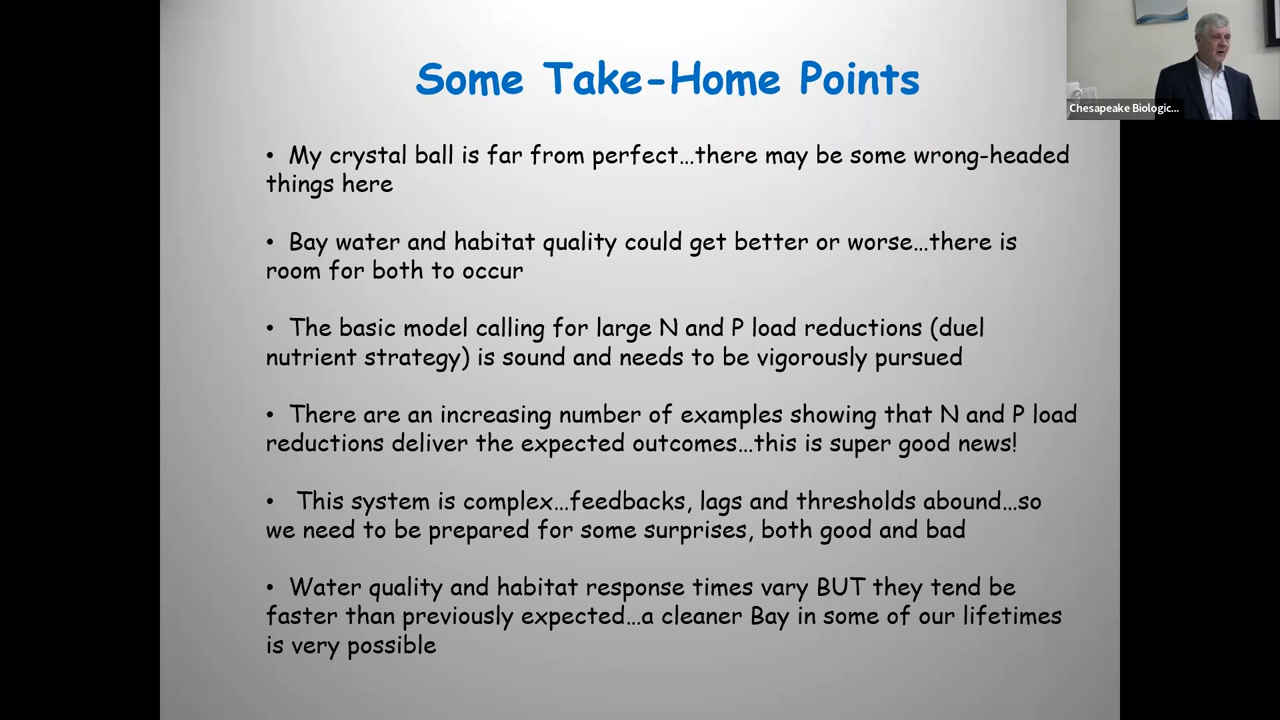 Some Take-Home Points
Chesapeake Biologic...
• My crystal ball is far from perfect...there may be some wrong-headed
things here
• Bay water and habitat quality could get better or worse...there is
room for both to occur
• The basic model calling for large N and P load reductions (duel
nutrient strategy) is sound and needs to be vigorously pursued
• There are an increasing number of examples showing that N and P load
reductions deliver the expected outcomes...this is super good news!
• This system is complex...feedbacks, lags and thresholds abound...so
we need to be prepared for some surprises, both good and bad
• Water quality and habitat response times vary BUT they tend be
faster than previously expected...a cleaner Bay in some of our lifetimes
is very possible